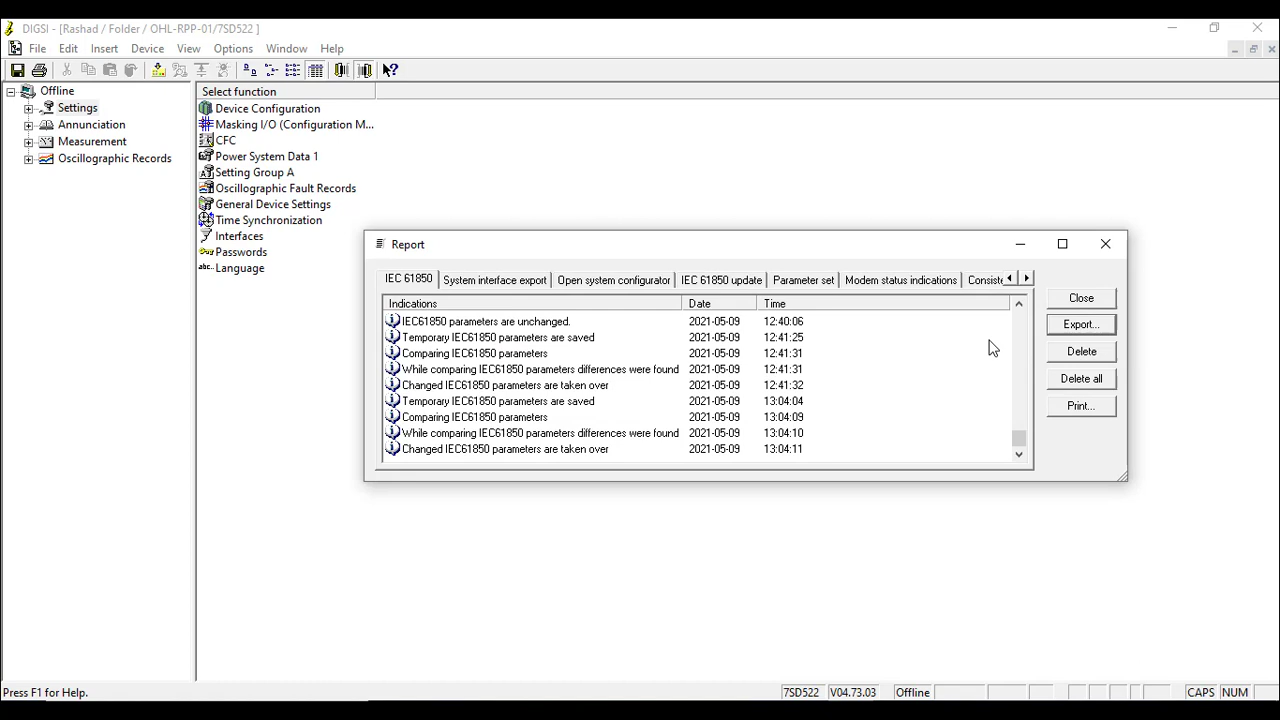 DIGSI - [Rashad / Folder / OHL-RPP-01/7SD522 ]
File Edit Insert Device View Options Window Help
Offline
Settings
Annunciation
Measurement
Oscillographic Records
Select function
Device Configuration
Masking I/O (Configuration M...
CFC
Power System Data 1
Setting Group A
Oscillographic Fault Records
General Device Settings
Time Synchronization
Interfaces
Passwords
abc.. Language
Report
IEC 61850 System interface export Open system configurator IEC 61850 update Parameter set Modem status indications Consiste
Indications Date Time
IEC61850 parameters are unchanged. 2021-05-09 12:40:06
Temporary IEC61850 parameters are saved 2021-05-09 12:41:25
Comparing IEC61850 parameters 2021-05-09 12:41:31
While comparing IEC61850 parameters differences were found 2021-05-09 12:41:31
Changed IEC61850 parameters are taken over 2021-05-09 12:41:32
Temporary IEC61850 parameters are saved 2021-05-09 13:04:04
Comparing IEC61850 parameters 2021-05-09 13:04:09
While comparing IEC61850 parameters differences were found 2021-05-09 13:04:10
Changed IEC61850 parameters are taken over 2021-05-09 13:04:11
Close
Export...
Delete
Delete all
Print...
Press F1 for Help. 7SD522 V04.73.03 Offline CAPS NUM